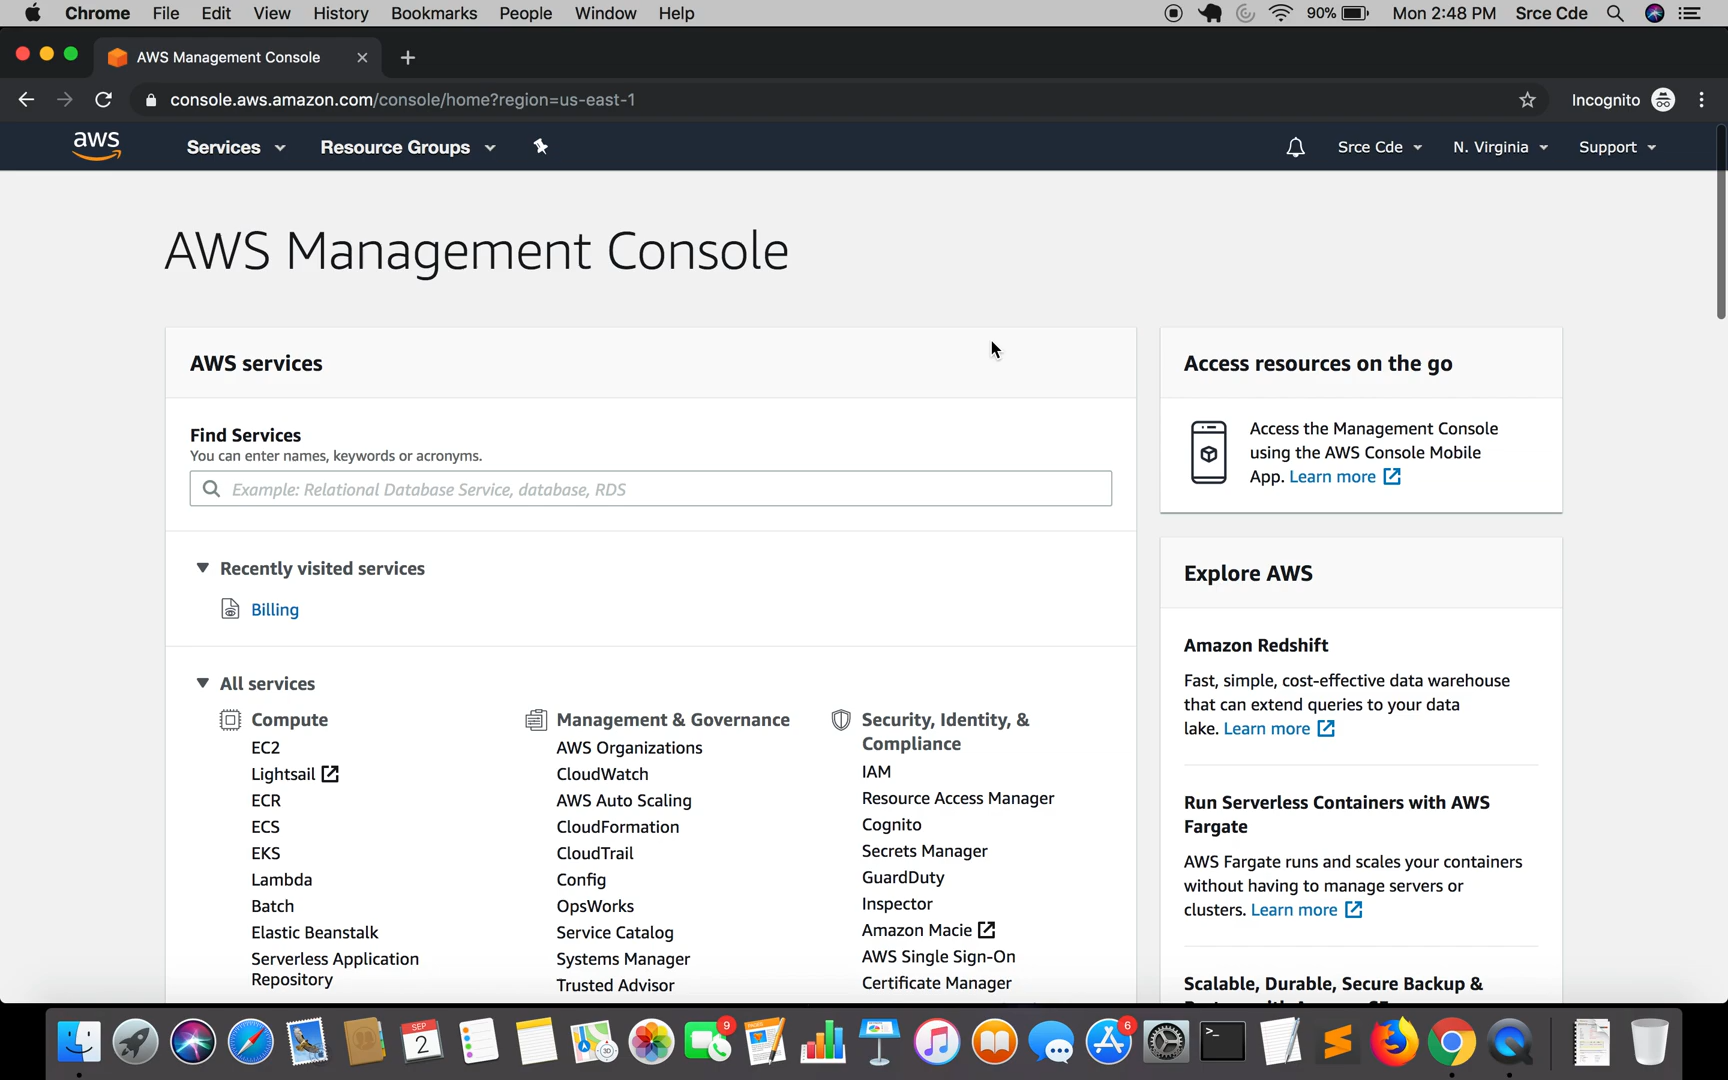 Chrome File Edit View History Bookmarks People Window Help 90% Mon 2:48 PM Srce Cde
AWS Management Console
console.aws.amazon.com/console/home?region=us-east-1 Incognito
aws Services Resource Groups Srce Cde N. Virginia Support
AWS Management Console
AWS services
Find Services
You can enter names, keywords or acronyms.
Example: Relational Database Service, database, RDS
Recently visited services
Billing
All services
Compute
EC2
Lightsail
ECR
ECS
EKS
Lambda
Batch
Elastic Beanstalk
Serverless Application
Repository
Management & Governance
AWS Organizations
CloudWatch
AWS Auto Scaling
CloudFormation
CloudTrail
Config
OpsWorks
Service Catalog
Systems Manager
Trusted Advisor
Security, Identity, &
Compliance
IAM
Resource Access Manager
Cognito
Secrets Manager
GuardDuty
Inspector
Amazon Macie
AWS Single Sign-On
Certificate Manager
Access resources on the go
Access the Management Console
using the AWS Console Mobile
App. Learn more
Explore AWS
Amazon Redshift
Fast, simple, cost-effective data warehouse
that can extend queries to your data
lake. Learn more
Run Serverless Containers with AWS
Fargate
AWS Fargate runs and scales your containers
without having to manage servers or
clusters. Learn more
Scalable, Durable, Secure Backup &
SEP
2
9
6